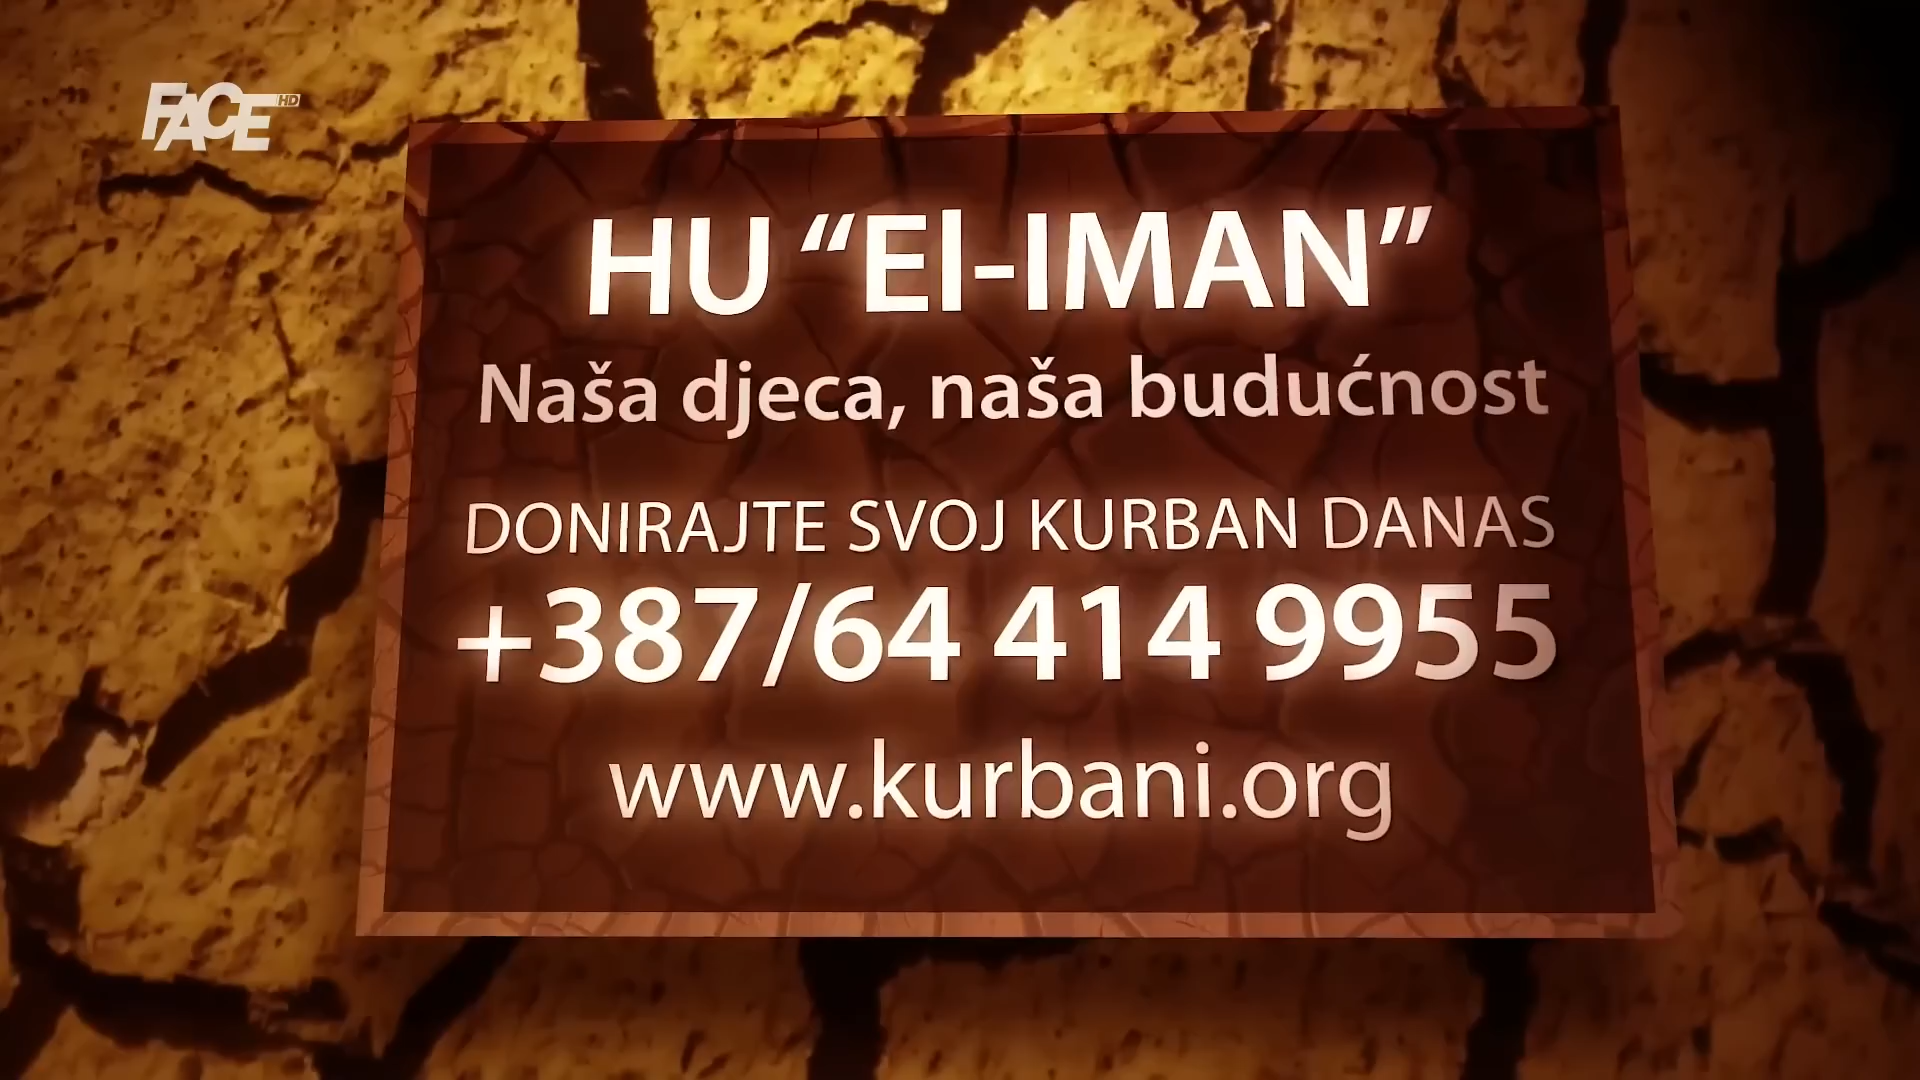 FACE HD
HU “El-IMAN”
Naša djeca, naša budućnost
DONIRAJTE SVOJ KURBAN DANAS
+387/64 414 9955
www.kurbani.org